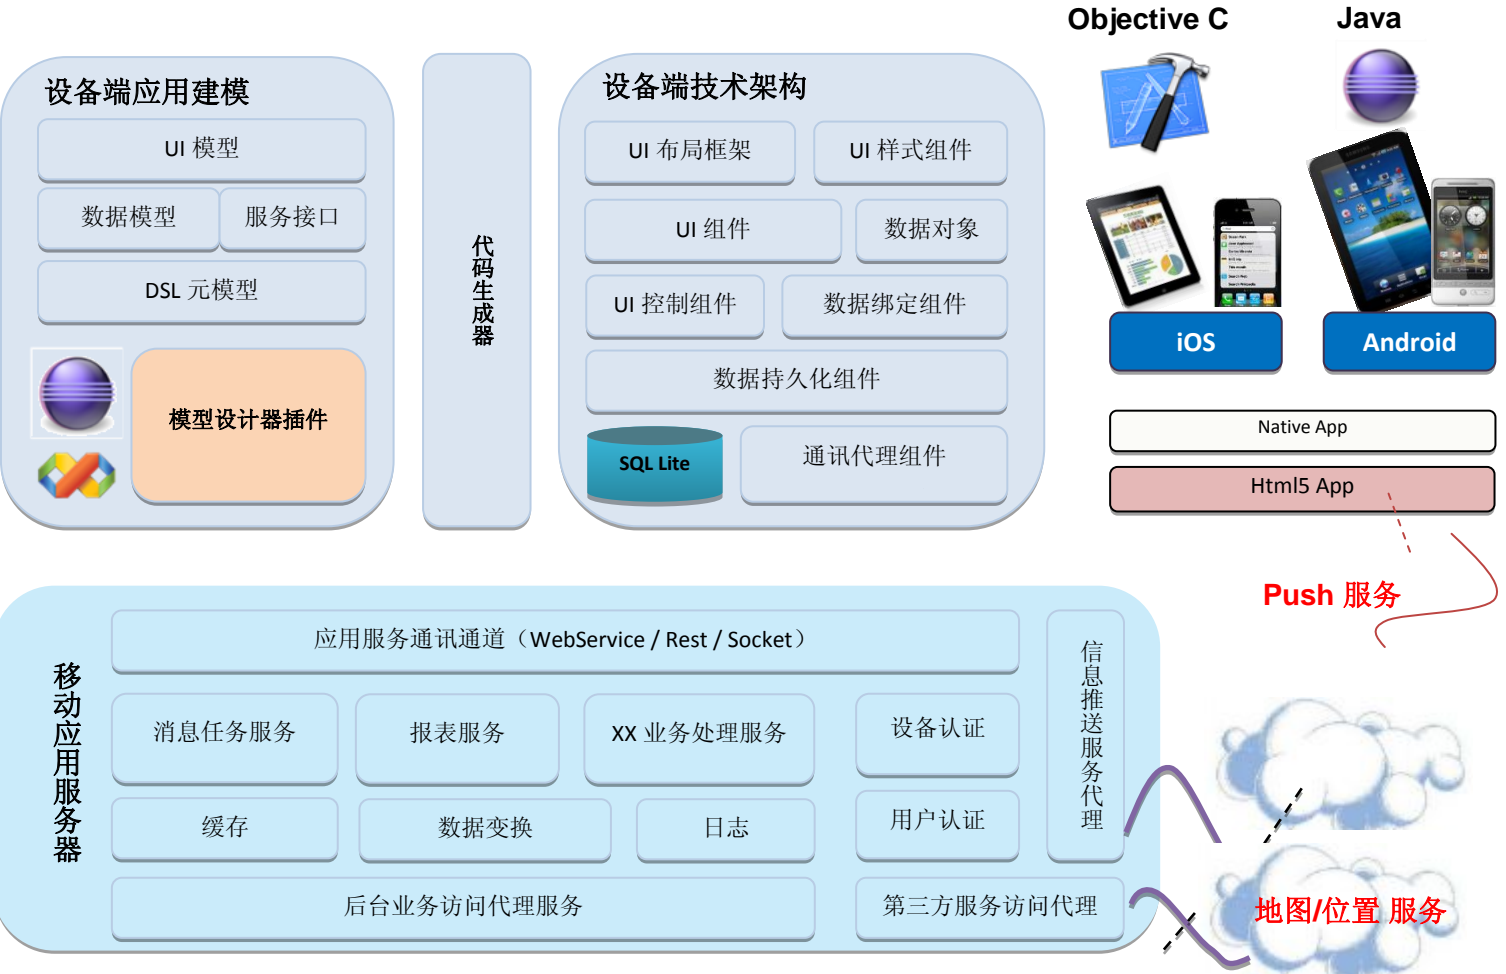 Objective C
Java
设备端应用建模
UI 模型
数据模型
服务接口
DSL 元模型
模型设计器插件
代码生成器
设备端技术架构
UI 布局框架
UI 样式组件
UI 组件
数据对象
UI 控制组件
数据绑定组件
数据持久化组件
SQL Lite
通讯代理组件
iOS
Android
Native App
Html5 App
Push 服务
移动应用服务器
应用服务通讯通道（WebService / Rest / Socket）
信息推送服务代理
消息任务服务
报表服务
XX 业务处理服务
设备认证
缓存
数据变换
日志
用户认证
后台业务访问代理服务
第三方服务访问代理
地图/位置 服务